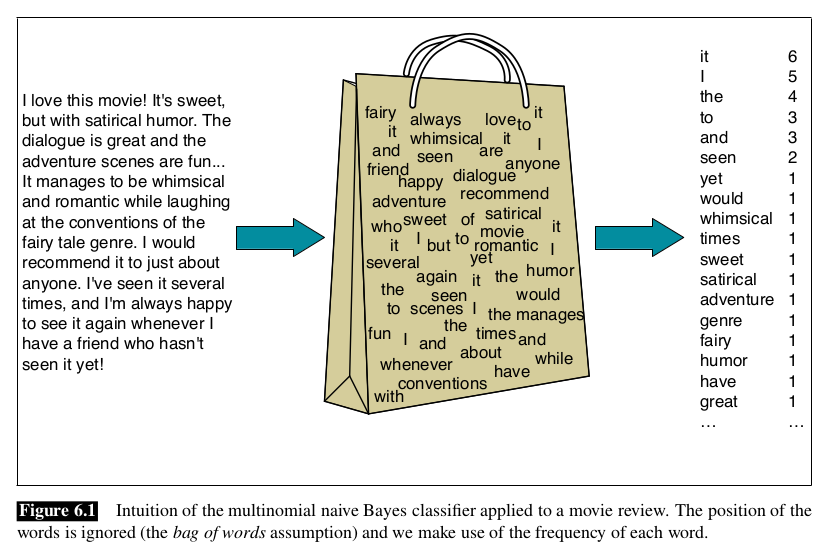 I love this movie! It's sweet,
but with satirical humor. The
dialogue is great and the
adventure scenes are fun...
It manages to be whimsical
and romantic while laughing
at the conventions of the
fairy tale genre. I would
recommend it to just about
anyone. I've seen it several
times, and I'm always happy
to see it again whenever I
have a friend who hasn't
seen it yet!
fairy always love to it
it whimsical it I
and seen are anyone
friend happy dialogue
adventure recommend
who sweet of satirical it
it I but to movie romantic I
several yet
again it the humor
the seen would
to scenes I the manages
fun I and the times and
about while
whenever have
conventions
with
it 6
I 5
the 4
to 3
and 3
seen 2
yet 1
would 1
whimsical 1
times 1
sweet 1
satirical 1
adventure 1
genre 1
fairy 1
humor 1
have 1
great 1
… …
Figure 6.1 Intuition of the multinomial naive Bayes classifier applied to a movie review. The position of the
words is ignored (the bag of words assumption) and we make use of the frequency of each word.